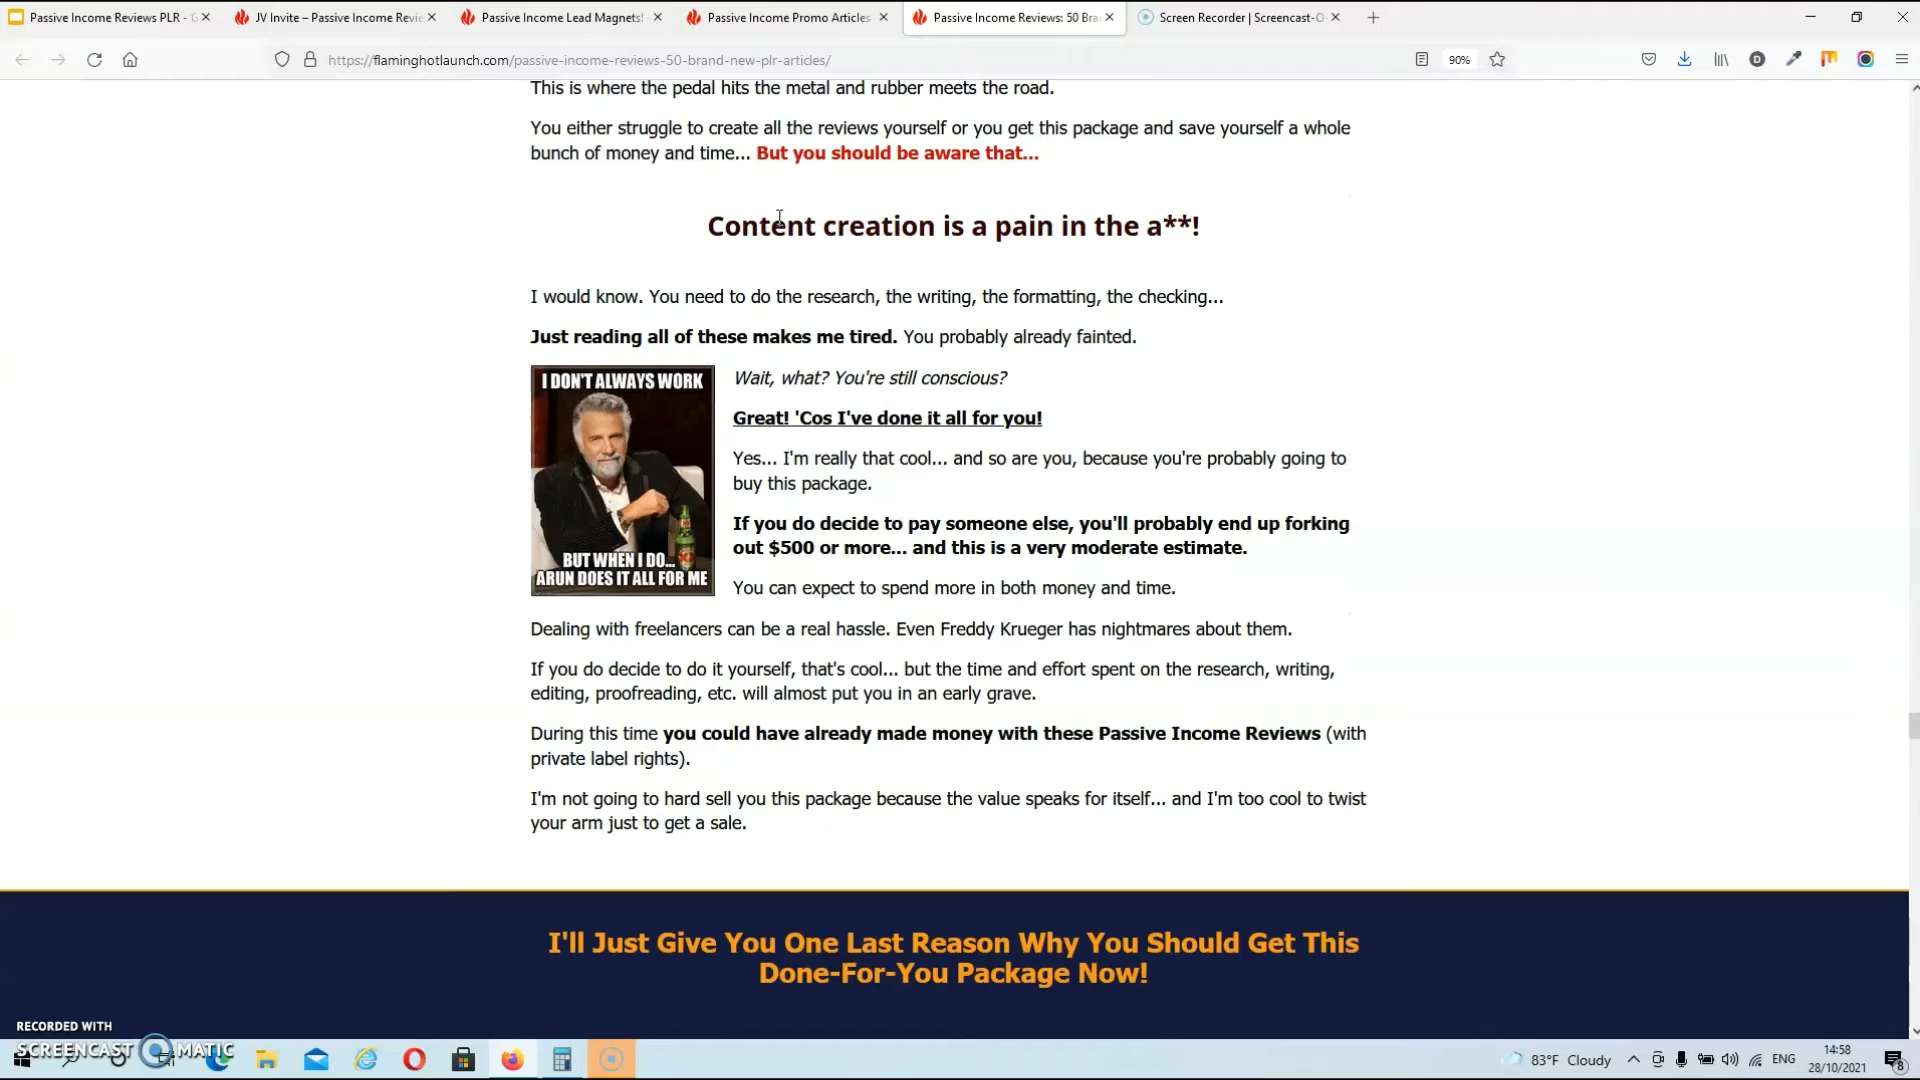 Passive Income Reviews PLR - G
JV Invite – Passive Income Revie
Passive Income Lead Magnets!
Passive Income Promo Articles
Passive Income Reviews: 50 Bra
Screen Recorder | Screencast-O
https://flaminghotlaunch.com/passive-income-reviews-50-brand-new-plr-articles/
90%
D
This is where the pedal hits the metal and rubber meets the road.
You either struggle to create all the reviews yourself or you get this package and save yourself a whole
bunch of money and time... But you should be aware that...
Content creation is a pain in the a**!
I would know. You need to do the research, the writing, the formatting, the checking...
Just reading all of these makes me tired. You probably already fainted.
I DON'T ALWAYS WORK
BUT WHEN I DO...
ARUN DOES IT ALL FOR ME
Wait, what? You're still conscious?
Great! 'Cos I've done it all for you!
Yes... I'm really that cool... and so are you, because you're probably going to
buy this package.
If you do decide to pay someone else, you'll probably end up forking
out $500 or more... and this is a very moderate estimate.
You can expect to spend more in both money and time.
Dealing with freelancers can be a real hassle. Even Freddy Krueger has nightmares about them.
If you do decide to do it yourself, that's cool... but the time and effort spent on the research, writing,
editing, proofreading, etc. will almost put you in an early grave.
During this time you could have already made money with these Passive Income Reviews (with
private label rights).
I'm not going to hard sell you this package because the value speaks for itself... and I'm too cool to twist
your arm just to get a sale.
I'll Just Give You One Last Reason Why You Should Get This
Done-For-You Package Now!
RECORDED WITH
SCREENCAST MATIC
83°F Cloudy
ENG
14:58
28/10/2021
8